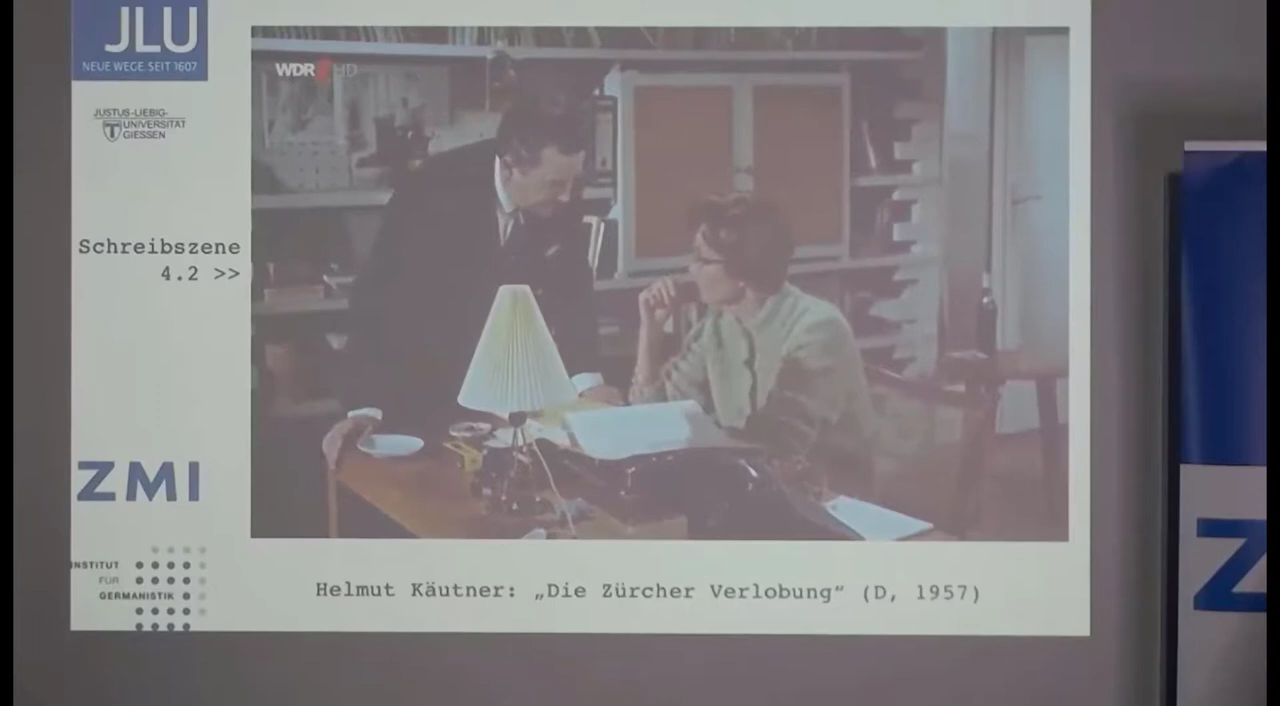 JLU
NEUE WEGE. SEIT 1607
JUSTUS-LIEBIG-
UNIVERSITÄT
GIESSEN
WDR HD
Schreibszene
4.2 >>
ZMI
INSTITUT
FÜR
GERMANISTIK
Helmut Käutner: „Die Zürcher Verlobung“ (D, 1957)
Z